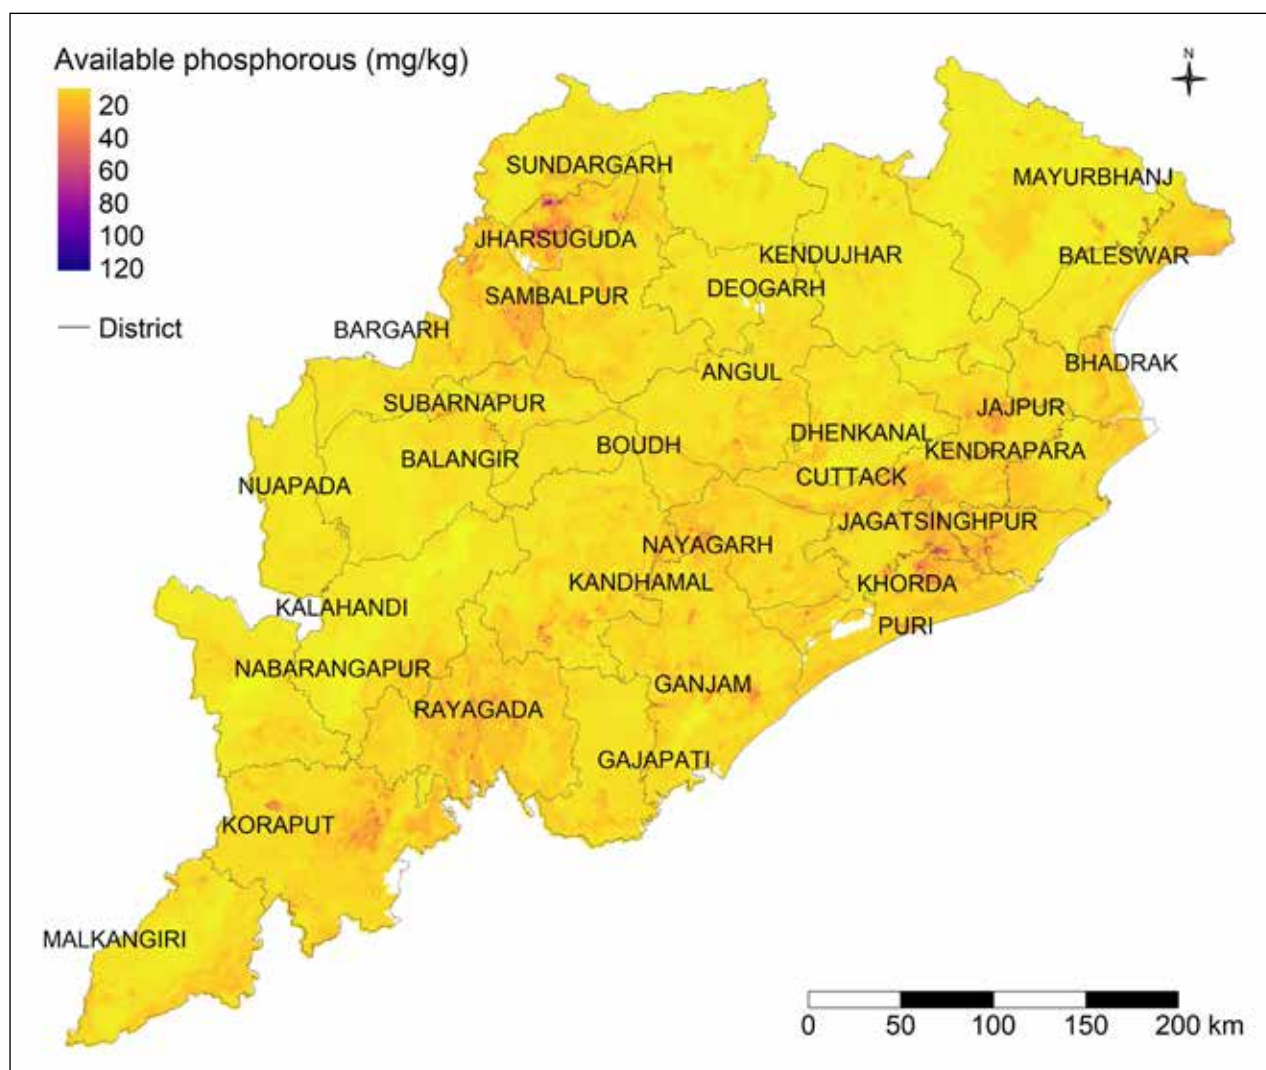 Available phosphorous (mg/kg)
20
40
60
80
100
120
District
N
SUNDARGARH
MAYURBHANJ
JHARSUGUDA
KENDUJHAR
BALESWAR
DEOGARH
SAMBALPUR
BARGARH
BHADRAK
ANGUL
SUBARNAPUR
JAJPUR
DHENKANAL
BOUDH
KENDRAPARA
BALANGIR
CUTTACK
NUAPADA
JAGATSINGHPUR
NAYAGARH
KANDHAMAL
KHORDA
KALAHANDI
PURI
NABARANGAPUR
GANJAM
RAYAGADA
GAJAPATI
KORAPUT
MALKANGIRI
0 50 100 150 200 km